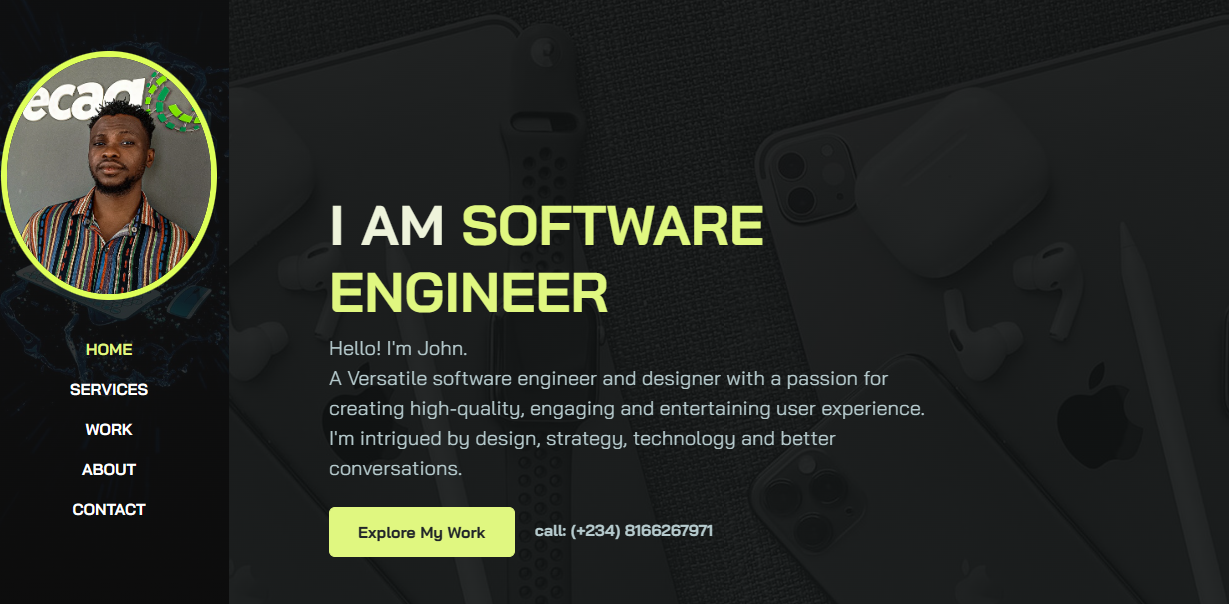 ecag
HOME
SERVICES
WORK
ABOUT
CONTACT
I AM SOFTWARE
ENGINEER
Hello! I'm John.
A Versatile software engineer and designer with a passion for
creating high-quality, engaging and entertaining user experience.
I'm intrigued by design, strategy, technology and better
conversations.
Explore My Work
call: (+234) 8166267971